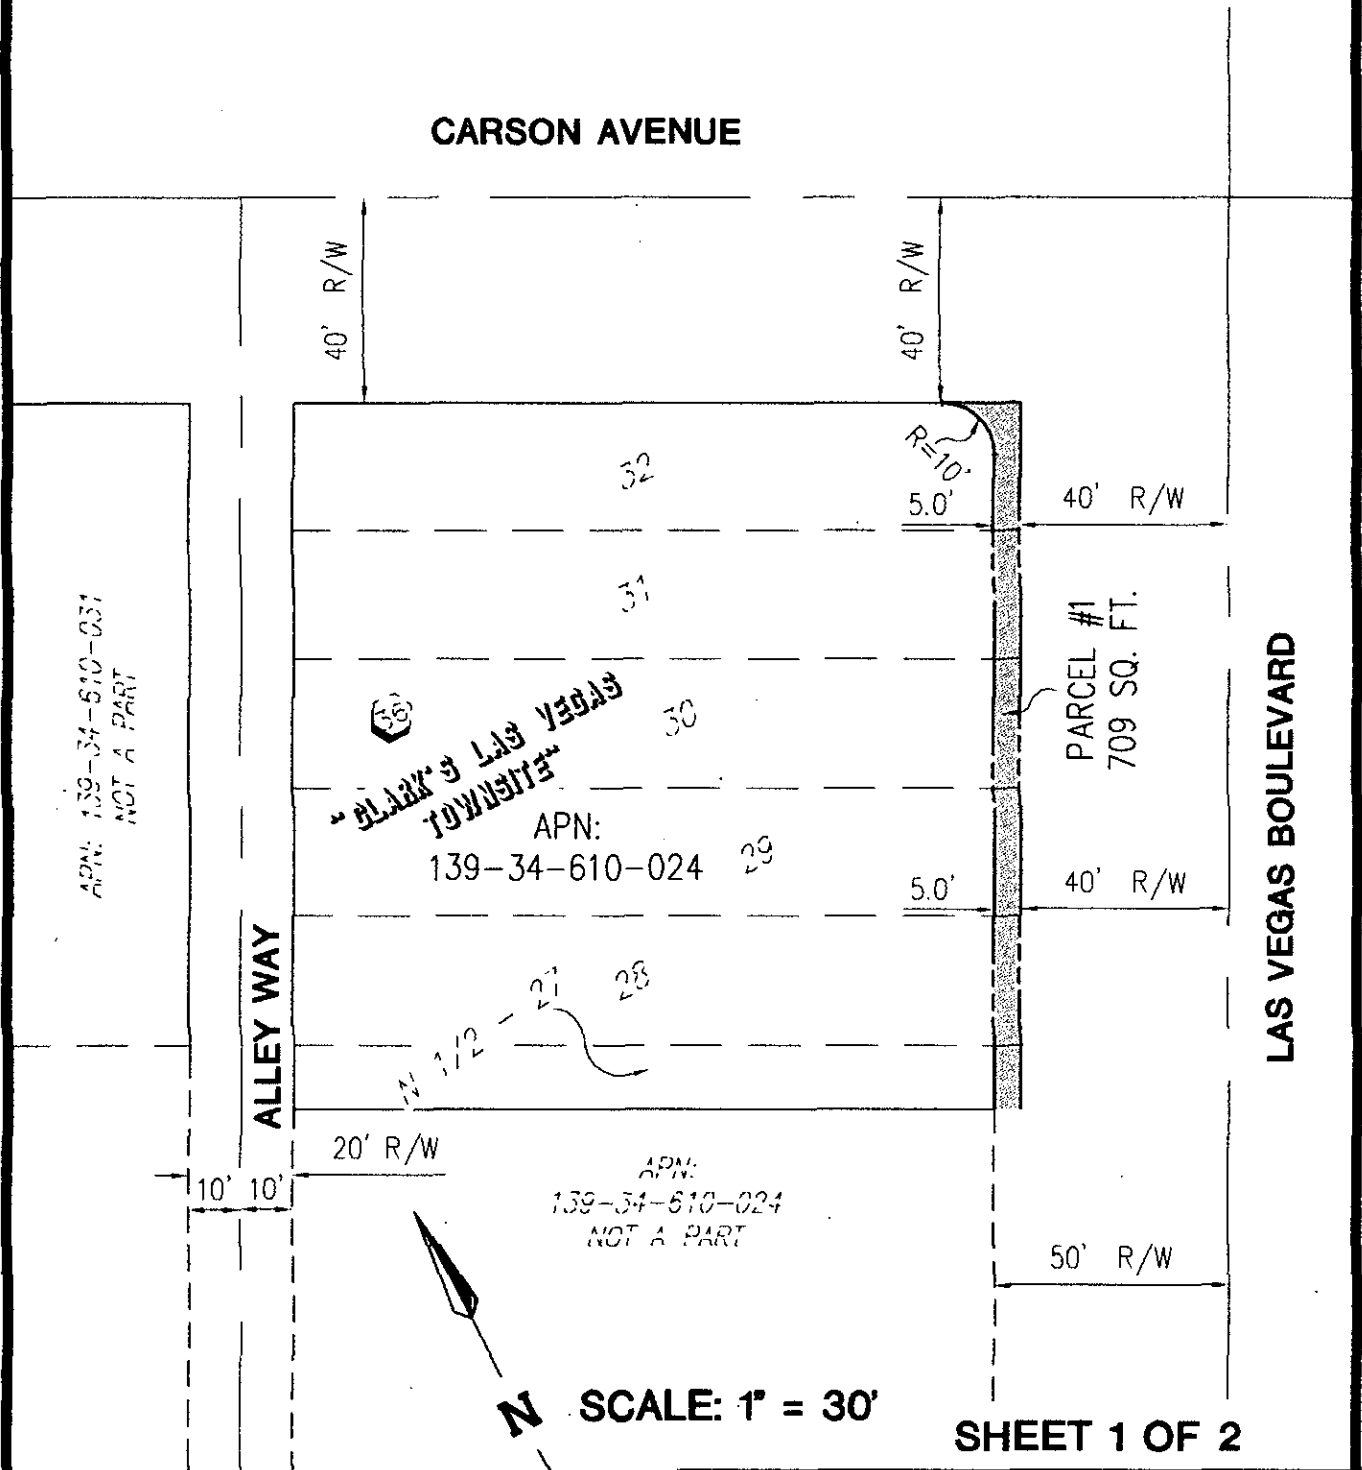 CARSON AVENUE
40' R/W
40' R/W
R=10'
32
5.0'
40' R/W
31
APN: 139-34-610-031
NOT A PART
PARCEL #1
709 SQ. FT.
36
30
"CLARK'S LAS VEGAS
TOWNSITE"
APN:
139-34-610-024
29
5.0'
40' R/W
LAS VEGAS BOULEVARD
ALLEY WAY
N 1/2 - 27
28
20' R/W
10' 10'
APN:
139-34-610-024
NOT A PART
50' R/W
N
SCALE: 1" = 30'
SHEET 1 OF 2